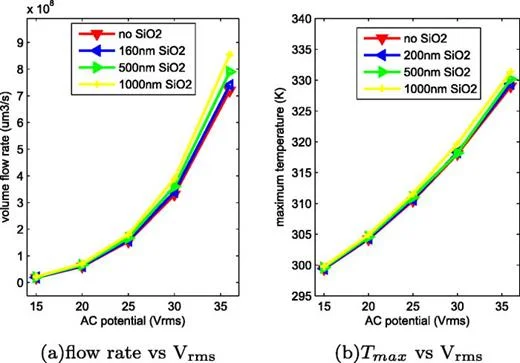 x 10⁸
9
8
7
6
5
4
3
2
1
0
volume flow rate (um3/s)
no SiO2
160nm SiO2
500nm SiO2
1000nm SiO2
15 20 25 30 35
AC potential (Vrms)
(a)flow rate vs Vrms
340
335
330
325
320
315
310
305
300
295
maximum temperature (K)
no SiO2
200nm SiO2
500nm SiO2
1000nm SiO2
15 20 25 30 35
AC potential (Vrms)
(b)Tmax vs Vrms